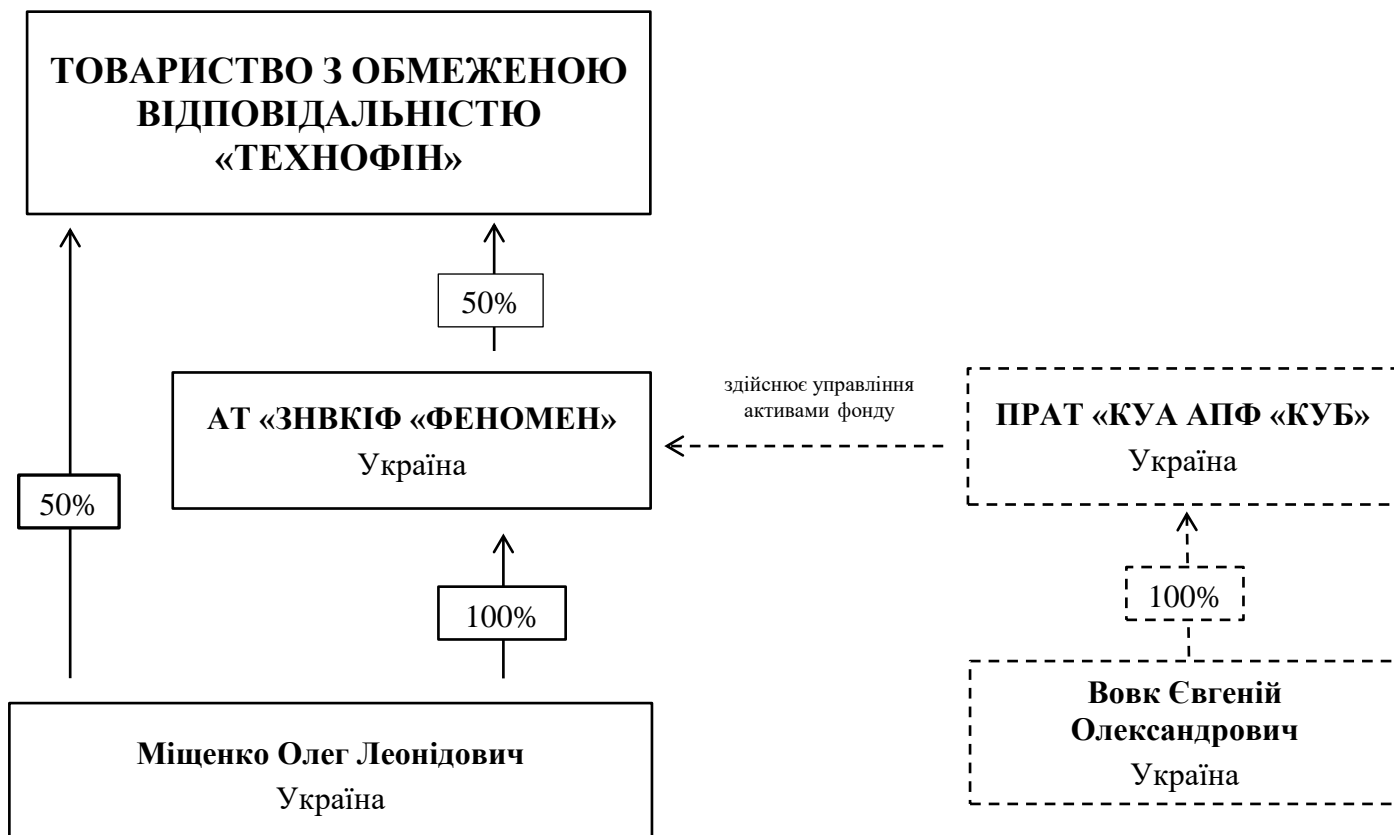 ТОВАРИСТВО З ОБМЕЖЕНОЮ
ВІДПОВІДАЛЬНІСТЮ
«ТЕХНОФІН»
50%
АТ «ЗНВКІФ «ФЕНОМЕН»
Україна
здійснює управління
активами фонду
ПРАТ «КУА АПФ «КУБ»
Україна
50%
100%
100%
Міщенко Олег Леонідович
Україна
Вовк Євгеній
Олександрович
Україна